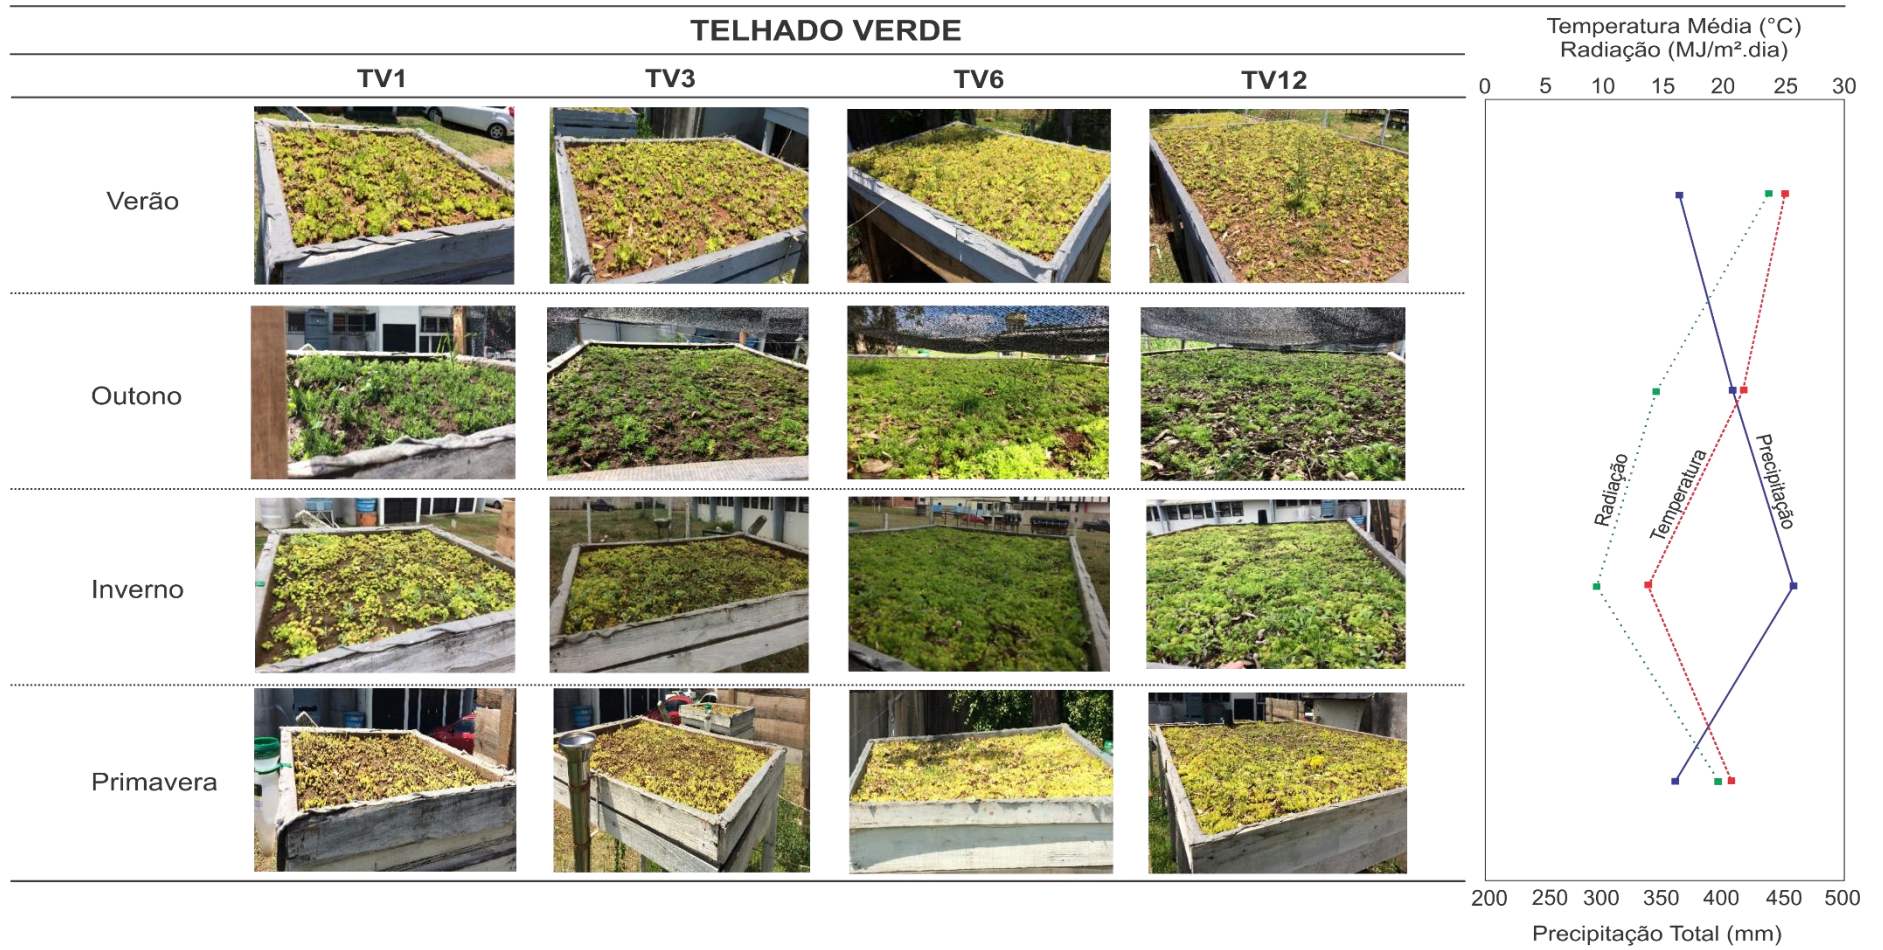 TELHADO VERDE
TV1 TV3 TV6 TV12
Verão
Outono
Inverno
Primavera
Temperatura Média (°C)
Radiação (MJ/m².dia)
0 5 10 15 20 25 30
Radiação
Temperatura
Precipitação
200 250 300 350 400 450 500
Precipitação Total (mm)